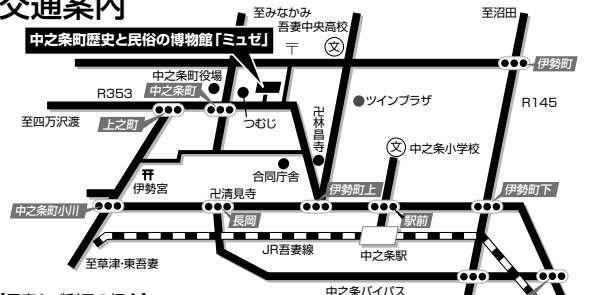 交通案内
至みなかみ
吾妻中央高校
至沼田
中之条町歴史と民俗の博物館「ミュゼ」
〒
文
伊勢町
中之条町役場
中之条町
R353
ツインプラザ
R145
至四万沢渡
上之町
つむじ
卍林昌寺
文 中之条小学校
伊勢宮
合同庁舎
卍清見寺
伊勢町上
伊勢町下
中之条町小川
長岡
駅前
JR吾妻線
中之条駅
至草津・東吾妻
中之条バイパス